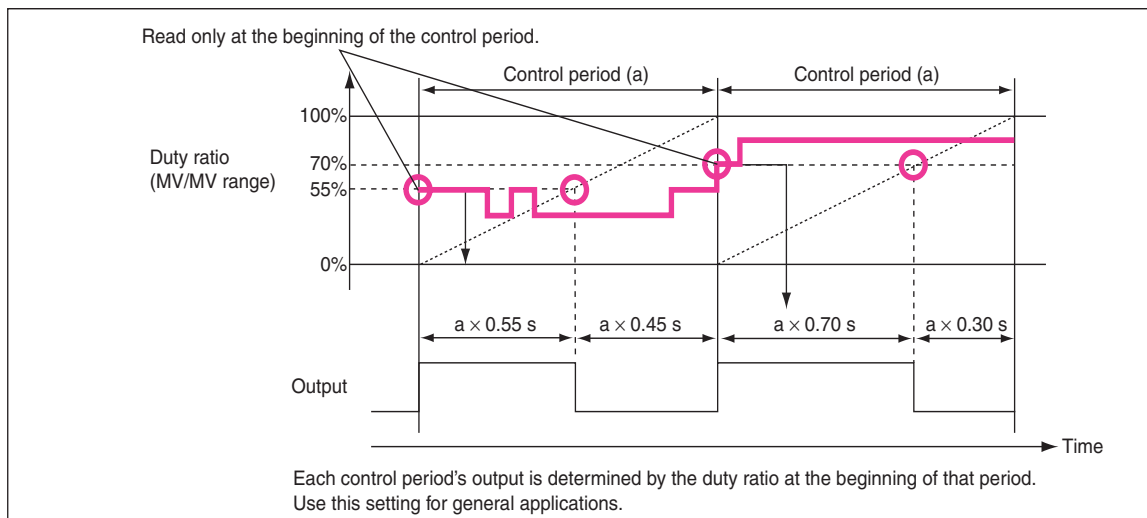 Read only at the beginning of the control period.
Control period (a)
Control period (a)
100%
Duty ratio
(MV/MV range)
70%
55%
0%
a × 0.55 s
a × 0.45 s
a × 0.70 s
a × 0.30 s
Output
Time
Each control period's output is determined by the duty ratio at the beginning of that period.
Use this setting for general applications.